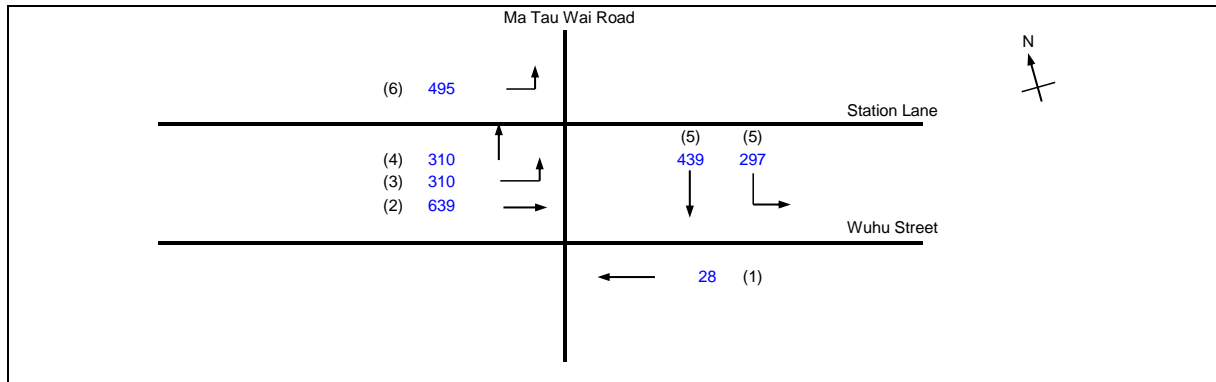 Ma Tau Wai Road
N
(6) 495
Station Lane
(5) (5)
(4) 310 439 297
(3) 310
(2) 639
Wuhu Street
28 (1)